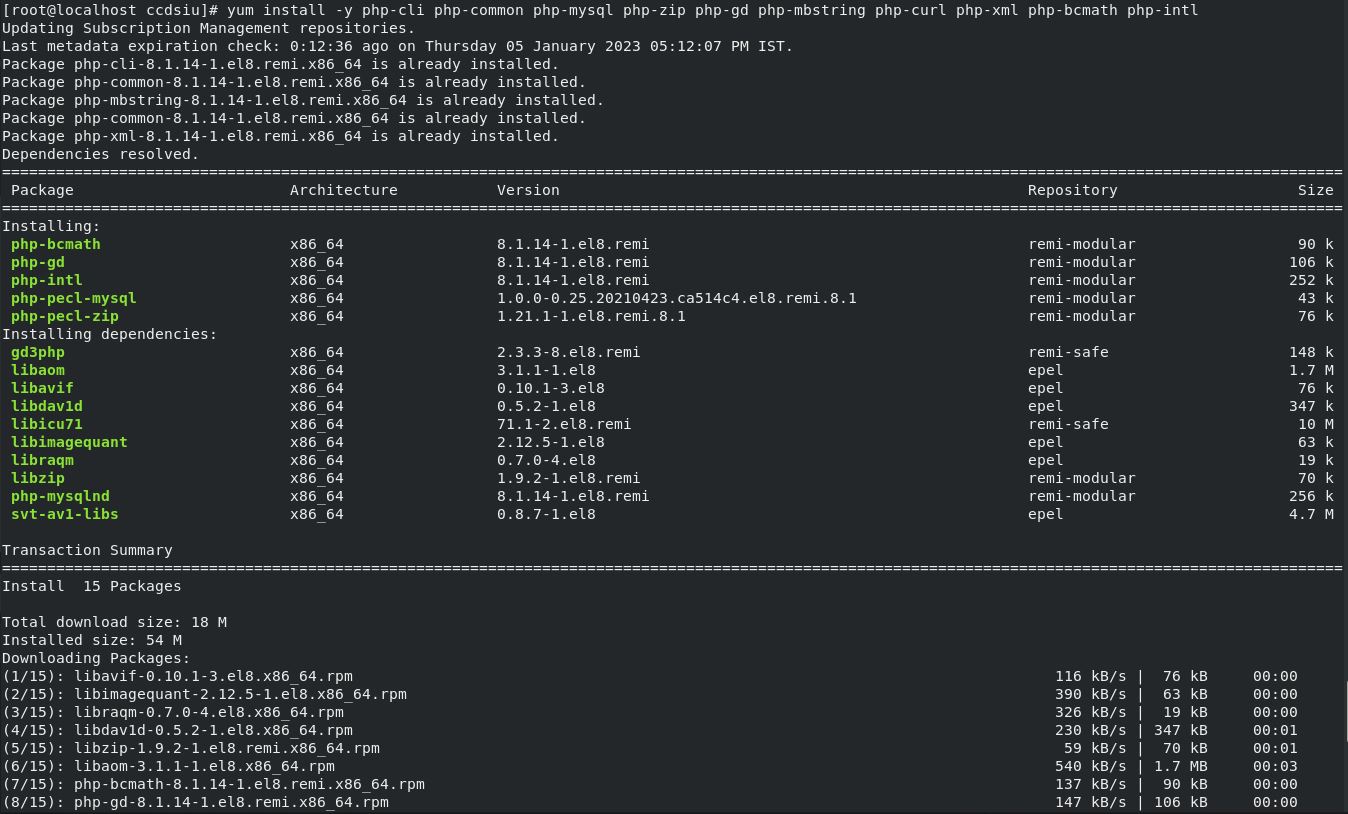 [root@localhost ccdsiu]# yum install -y php-cli php-common php-mysql php-zip php-gd php-mbstring php-curl php-xml php-bcmath php-intl
Updating Subscription Management repositories.
Last metadata expiration check: 0:12:36 ago on Thursday 05 January 2023 05:12:07 PM IST.
Package php-cli-8.1.14-1.el8.remi.x86_64 is already installed.
Package php-common-8.1.14-1.el8.remi.x86_64 is already installed.
Package php-mbstring-8.1.14-1.el8.remi.x86_64 is already installed.
Package php-common-8.1.14-1.el8.remi.x86_64 is already installed.
Package php-xml-8.1.14-1.el8.remi.x86_64 is already installed.
Dependencies resolved.
=====================================================================================================================================================
 Package                        Architecture           Version                                                    Repository                    Size
=====================================================================================================================================================
Installing:
 php-bcmath                     x86_64                 8.1.14-1.el8.remi                                          remi-modular                  90 k
 php-gd                         x86_64                 8.1.14-1.el8.remi                                          remi-modular                 106 k
 php-intl                       x86_64                 8.1.14-1.el8.remi                                          remi-modular                 252 k
 php-pecl-mysql                 x86_64                 1.0.0-0.25.20210423.ca514c4.el8.remi.8.1                   remi-modular                  43 k
 php-pecl-zip                   x86_64                 1.21.1-1.el8.remi.8.1                                      remi-modular                  76 k
Installing dependencies:
 gd3php                         x86_64                 2.3.3-8.el8.remi                                           remi-safe                    148 k
 libaom                         x86_64                 3.1.1-1.el8                                                epel                         1.7 M
 libavif                        x86_64                 0.10.1-3.el8                                               epel                          76 k
 libdav1d                       x86_64                 0.5.2-1.el8                                                epel                         347 k
 libicu71                       x86_64                 71.1-2.el8.remi                                            remi-safe                     10 M
 libimagequant                  x86_64                 2.12.5-1.el8                                               epel                          63 k
 libraqm                        x86_64                 0.7.0-4.el8                                                epel                          19 k
 libzip                         x86_64                 1.9.2-1.el8.remi                                           remi-modular                  70 k
 php-mysqlnd                    x86_64                 8.1.14-1.el8.remi                                          remi-modular                 256 k
 svt-av1-libs                   x86_64                 0.8.7-1.el8                                                epel                         4.7 M
Transaction Summary
=====================================================================================================================================================
Install  15 Packages
Total download size: 18 M
Installed size: 54 M
Downloading Packages:
(1/15): libavif-0.10.1-3.el8.x86_64.rpm                                                                              116 kB/s |  76 kB     00:00
(2/15): libimagequant-2.12.5-1.el8.x86_64.rpm                                                                        390 kB/s |  63 kB     00:00
(3/15): libraqm-0.7.0-4.el8.x86_64.rpm                                                                               326 kB/s |  19 kB     00:00
(4/15): libdav1d-0.5.2-1.el8.x86_64.rpm                                                                              230 kB/s | 347 kB     00:01
(5/15): libzip-1.9.2-1.el8.remi.x86_64.rpm                                                                            59 kB/s |  70 kB     00:01
(6/15): libaom-3.1.1-1.el8.x86_64.rpm                                                                                540 kB/s | 1.7 MB     00:03
(7/15): php-bcmath-8.1.14-1.el8.remi.x86_64.rpm                                                                      137 kB/s |  90 kB     00:00
(8/15): php-gd-8.1.14-1.el8.remi.x86_64.rpm                                                                          147 kB/s | 106 kB     00:00